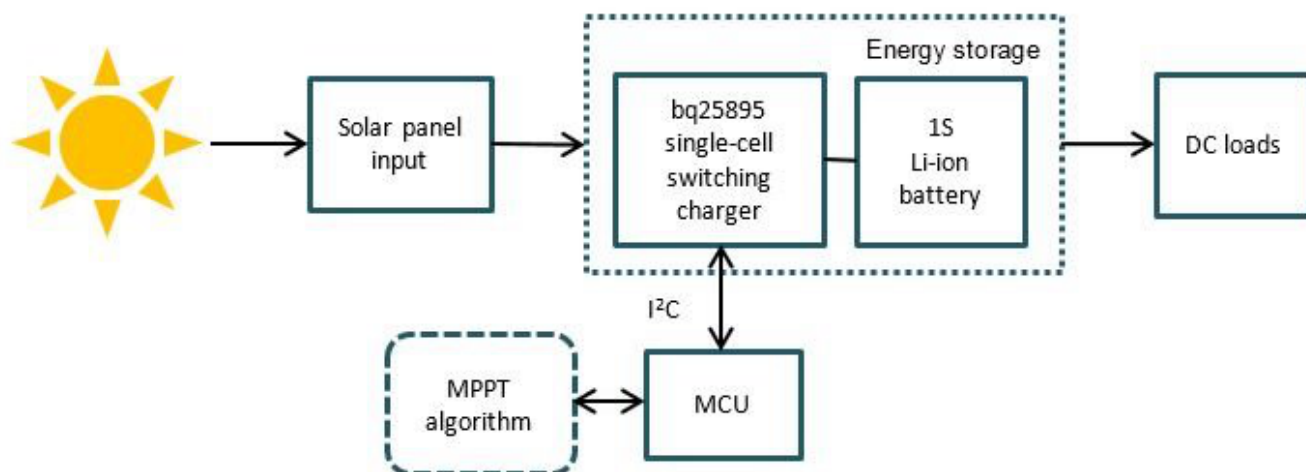 Energy storage
Solar panel
input
bq25895
single-cell
switching
charger
1S
Li-ion
battery
DC loads
I²C
MPPT
algorithm
MCU